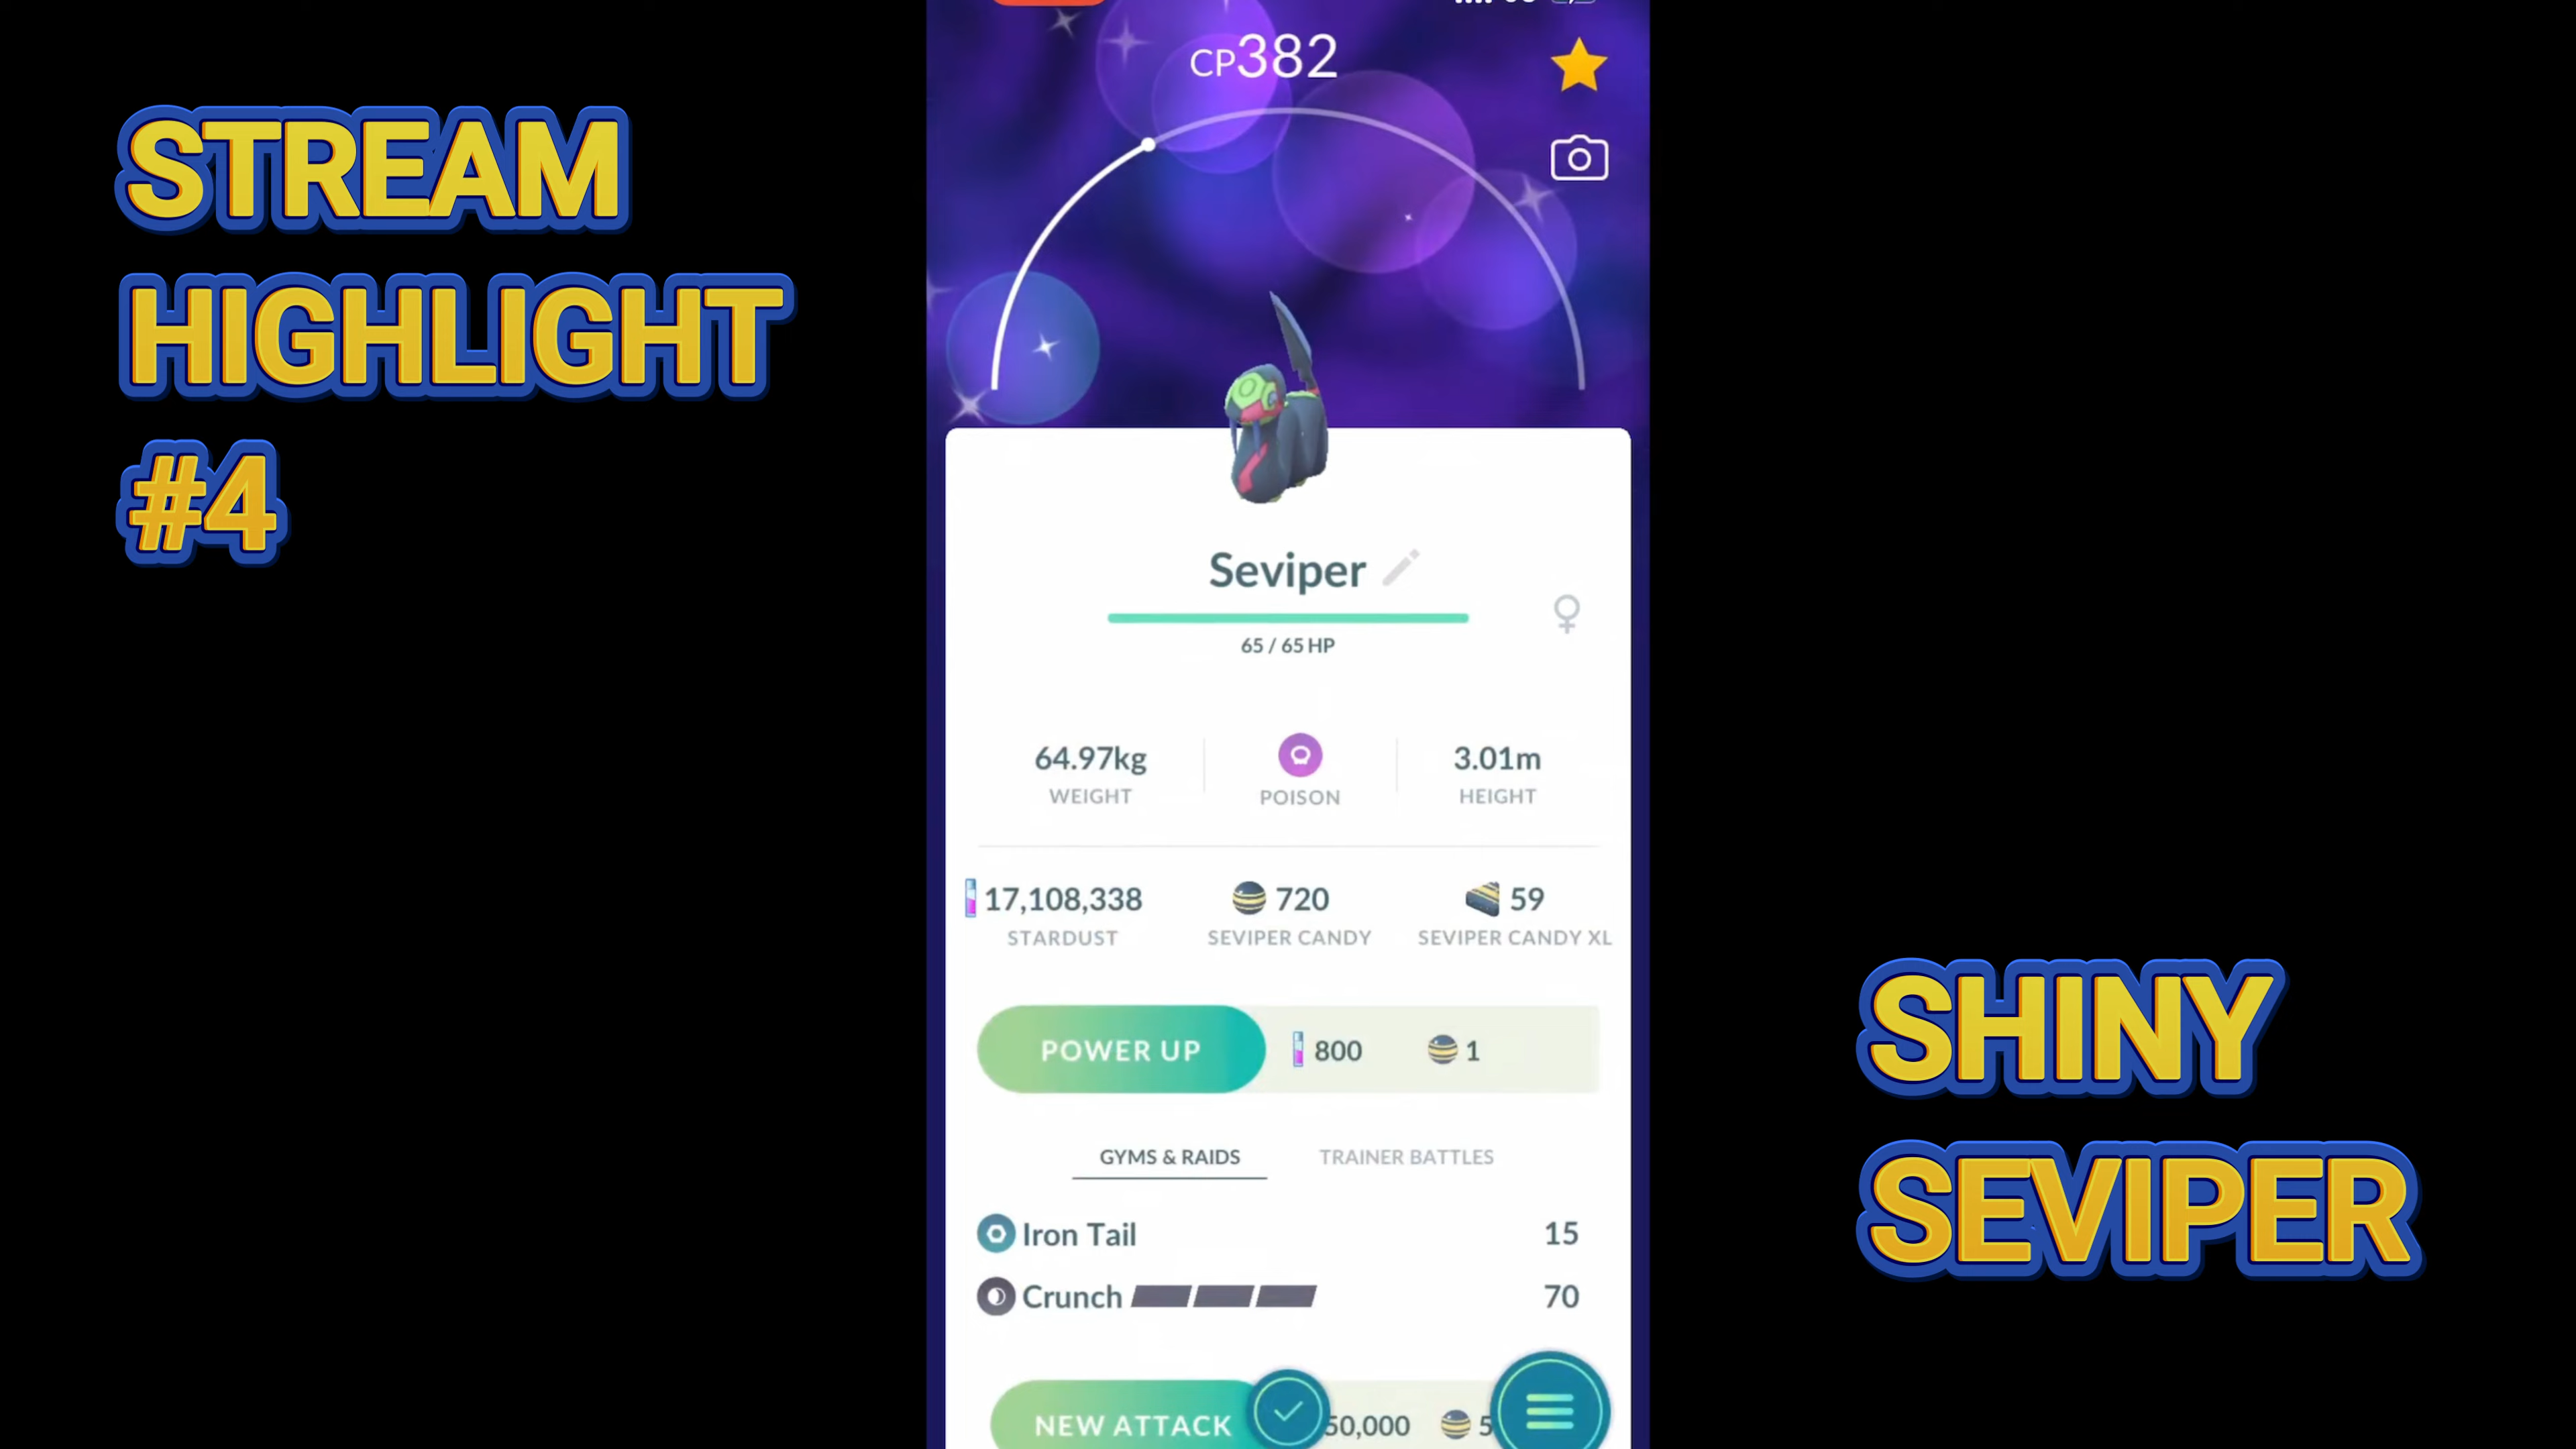 STREAM
HIGHLIGHT
#4
CP382
Seviper
65 / 65 HP
64.97kg
WEIGHT
POISON
3.01m
HEIGHT
17,108,338
STARDUST
720
SEVIPER CANDY
59
SEVIPER CANDY XL
POWER UP
800
1
GYMS & RAIDS
TRAINER BATTLES
Iron Tail
15
Crunch
70
NEW ATTACK
50,000
5
SHINY
SEVIPER